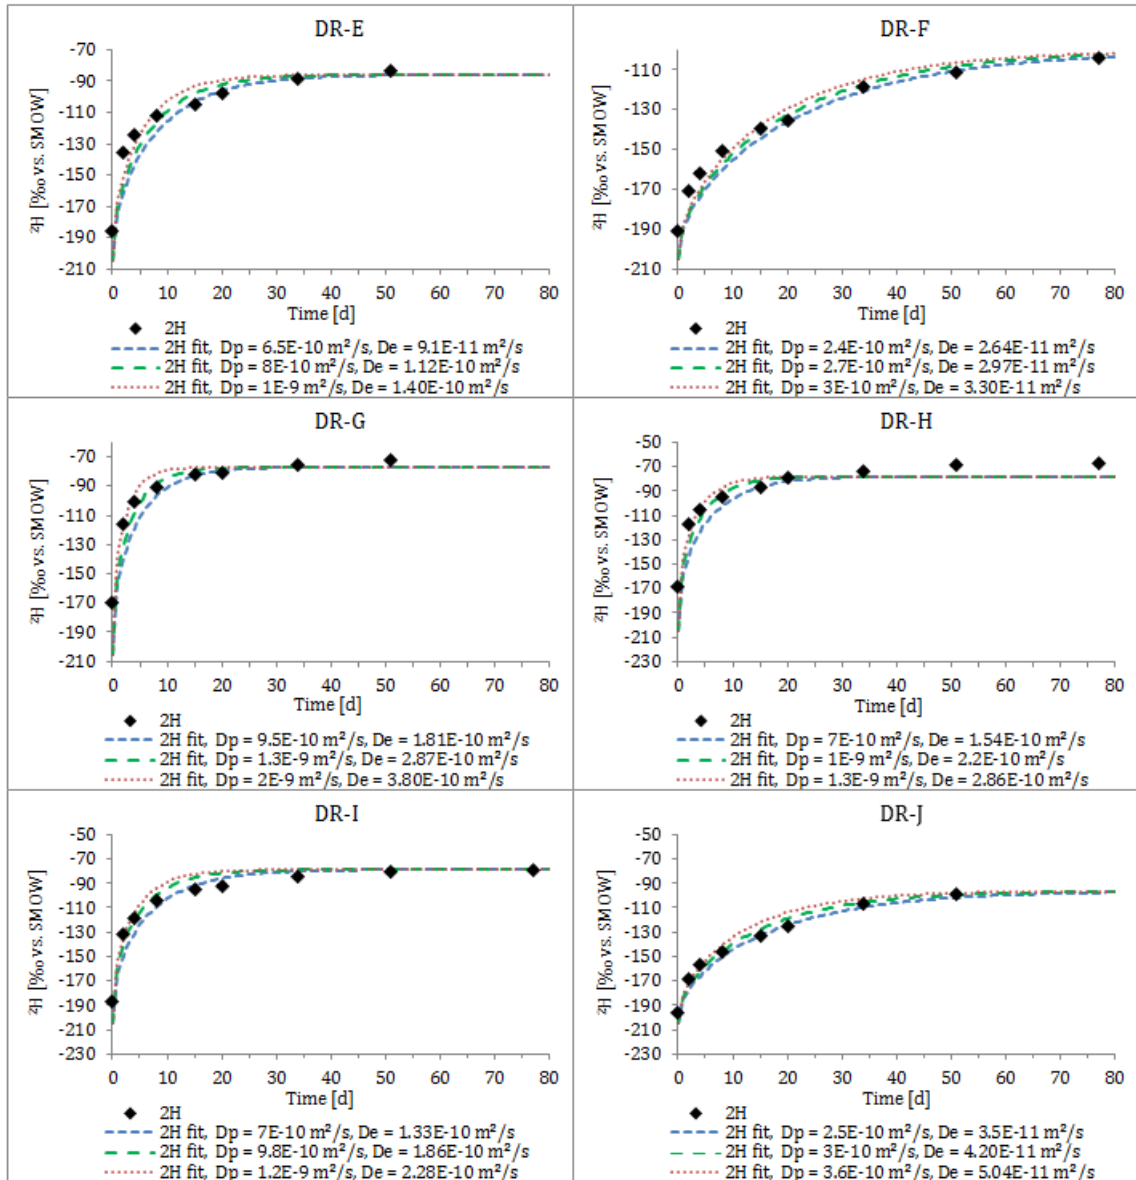 DR-E
-70
-90
-110
-130
-150
-170
-190
-210
²H [‰ vs. SMOW]
0 10 20 30 40 50 60 70 80
Time [d]
2H
2H fit, Dp = 6.5E-10 m²/s, De = 9.1E-11 m²/s
2H fit, Dp = 8E-10 m²/s, De = 1.12E-10 m²/s
2H fit, Dp = 1E-9 m²/s, De = 1.40E-10 m²/s
DR-F
-110
-130
-150
-170
-190
-210
²H [‰ vs. SMOW]
0 10 20 30 40 50 60 70 80
Time [d]
2H
2H fit, Dp = 2.4E-10 m²/s, De = 2.64E-11 m²/s
2H fit, Dp = 2.7E-10 m²/s, De = 2.97E-11 m²/s
2H fit, Dp = 3E-10 m²/s, De = 3.30E-11 m²/s
DR-G
-70
-90
-110
-130
-150
-170
-190
-210
²H [‰ vs. SMOW]
0 10 20 30 40 50 60 70 80
Time [d]
2H
2H fit, Dp = 9.5E-10 m²/s, De = 1.81E-10 m²/s
2H fit, Dp = 1.3E-9 m²/s, De = 2.87E-10 m²/s
2H fit, Dp = 2E-9 m²/s, De = 3.80E-10 m²/s
DR-H
-50
-70
-90
-110
-130
-150
-170
-190
-210
-230
²H [‰ vs. SMOW]
0 10 20 30 40 50 60 70 80
Time [d]
2H
2H fit, Dp = 7E-10 m²/s, De = 1.54E-10 m²/s
2H fit, Dp = 1E-9 m²/s, De = 2.2E-10 m²/s
2H fit, Dp = 1.3E-9 m²/s, De = 2.86E-10 m²/s
DR-I
-50
-70
-90
-110
-130
-150
-170
-190
-210
-230
²H [‰ vs. SMOW]
0 10 20 30 40 50 60 70 80
Time [d]
2H
2H fit, Dp = 7E-10 m²/s, De = 1.33E-10 m²/s
2H fit, Dp = 9.8E-10 m²/s, De = 1.86E-10 m²/s
2H fit, Dp = 1.2E-9 m²/s, De = 2.28E-10 m²/s
DR-J
-50
-70
-90
-110
-130
-150
-170
-190
-210
-230
²H [‰ vs. SMOW]
0 10 20 30 40 50 60 70 80
Time [d]
2H
2H fit, Dp = 2.5E-10 m²/s, De = 3.5E-11 m²/s
2H fit, Dp = 3E-10 m²/s, De = 4.20E-11 m²/s
2H fit, Dp = 3.6E-10 m²/s, De = 5.04E-11 m²/s